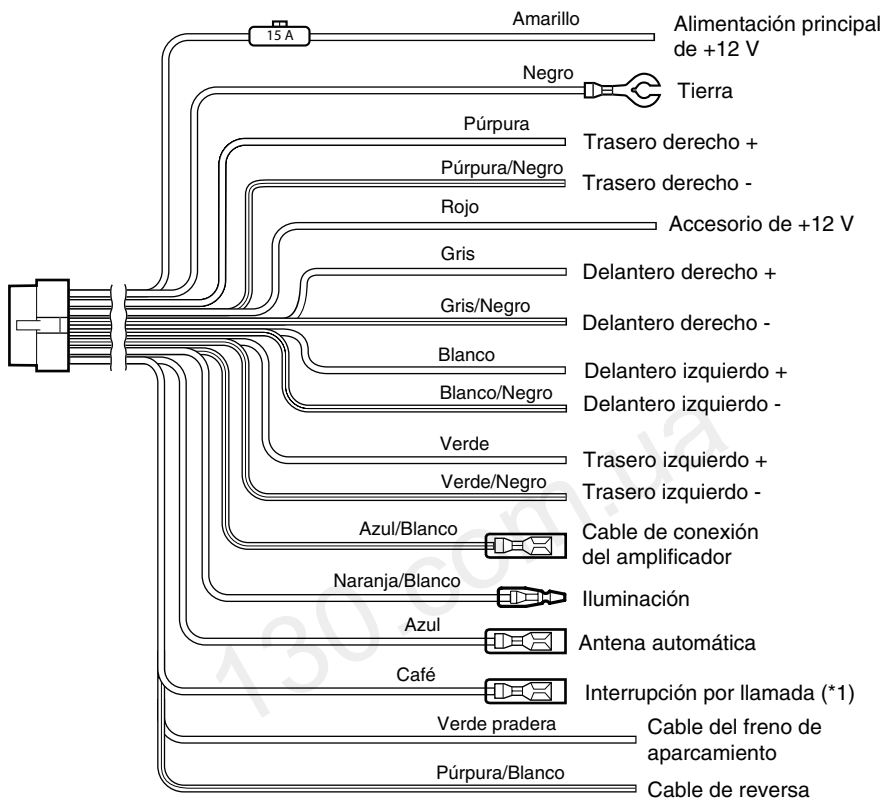 Amarillo
15 A
Alimentación principal
de +12 V
Negro
Tierra
Púrpura
Trasero derecho +
Púrpura/Negro
Trasero derecho -
Rojo
Accesorio de +12 V
Gris
Delantero derecho +
Gris/Negro
Delantero derecho -
Blanco
Delantero izquierdo +
Blanco/Negro
Delantero izquierdo -
Verde
Trasero izquierdo +
Verde/Negro
Trasero izquierdo -
Azul/Blanco
Cable de conexión
del amplificador
Naranja/Blanco
Iluminación
Azul
Antena automática
Café
Interrupción por llamada (*1)
Verde pradera
Cable del freno de
aparcamiento
Púrpura/Blanco
Cable de reversa
130.com.ua